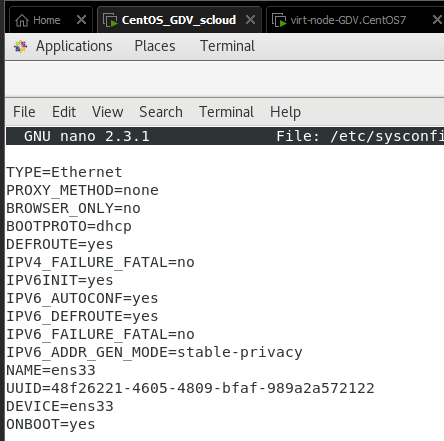 Home CentOS_GDV_scloud virt-node-GDV.CentOS7
Applications Places Terminal
File Edit View Search Terminal Help
GNU nano 2.3.1 File: /etc/sysconfi
TYPE=Ethernet
PROXY_METHOD=none
BROWSER_ONLY=no
BOOTPROTO=dhcp
DEFROUTE=yes
IPV4_FAILURE_FATAL=no
IPV6INIT=yes
IPV6_AUTOCONF=yes
IPV6_DEFROUTE=yes
IPV6_FAILURE_FATAL=no
IPV6_ADDR_GEN_MODE=stable-privacy
NAME=ens33
UUID=48f26221-4605-4809-bfaf-989a2a572122
DEVICE=ens33
ONBOOT=yes